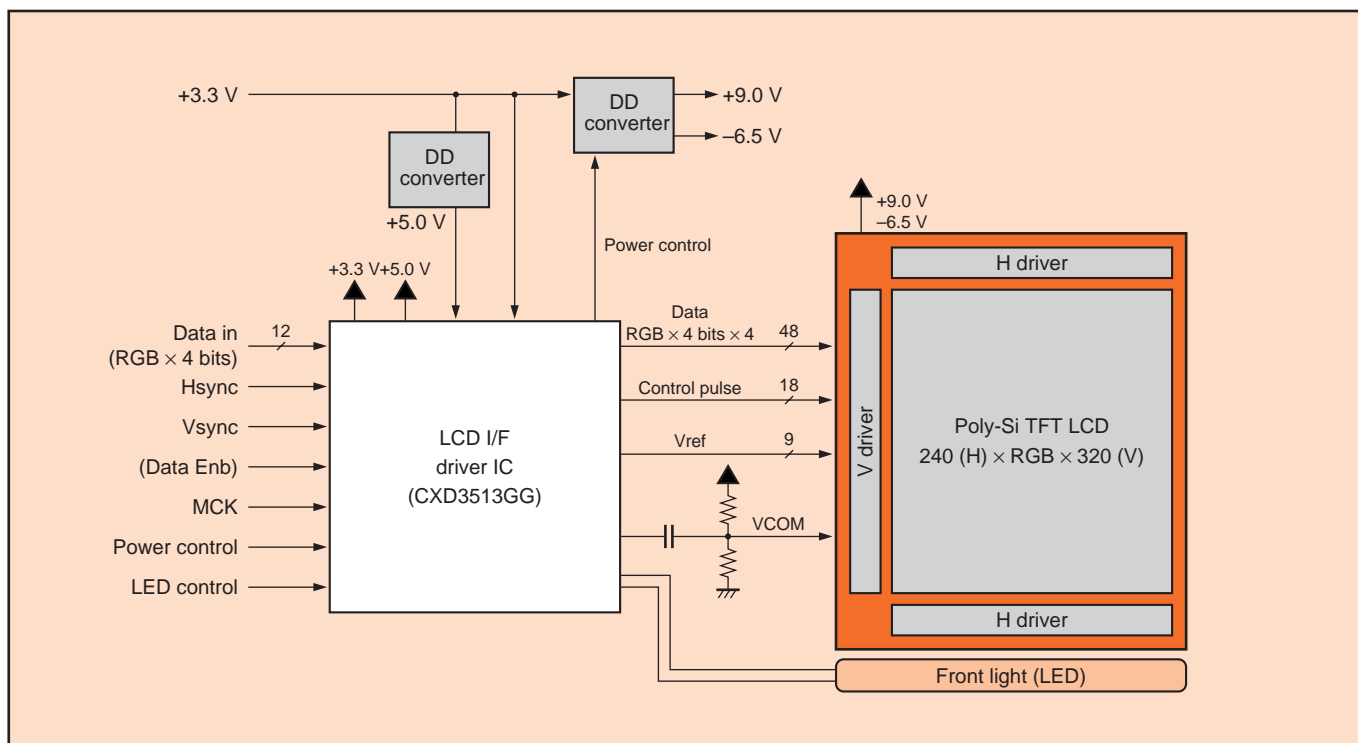 +3.3 V
DD
converter
+9.0 V
–6.5 V
DD
converter
+5.0 V
Power control
+9.0 V
–6.5 V
+3.3 V
+5.0 V
Data in
12
(RGB × 4 bits)
Hsync
Vsync
(Data Enb)
MCK
Power control
LED control
LCD I/F
driver IC
(CXD3513GG)
Data
RGB × 4 bits × 4
48
Control pulse
18
Vref
9
VCOM
H driver
V driver
Poly-Si TFT LCD
240 (H) × RGB × 320 (V)
H driver
Front light (LED)